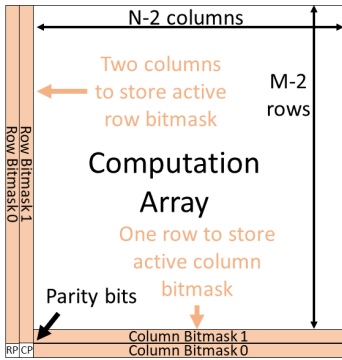 N-2 columns
Two columns
to store active
row bitmask
M-2
rows
Row Bitmask 0
Row Bitmask 1
Computation
Array
One row to store
active column
bitmask
Parity bits
Column Bitmask 1
RP CP Column Bitmask 0